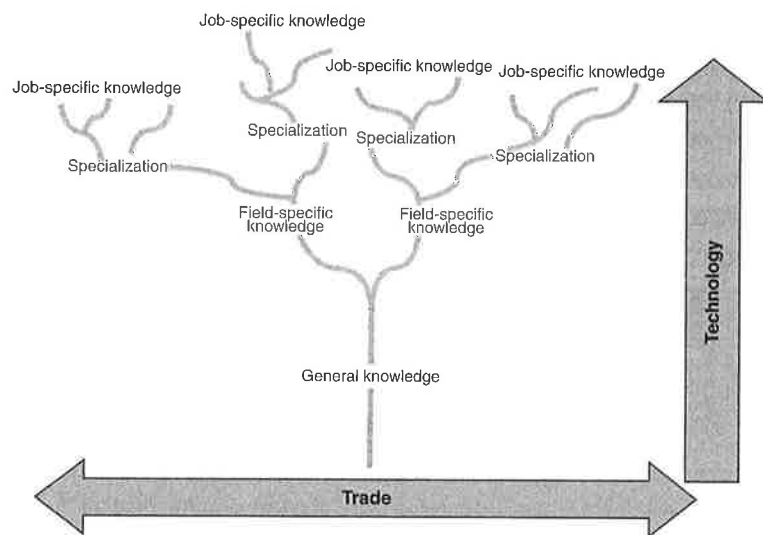 Job-specific knowledge
Job-specific knowledge
Job-specific knowledge
Job-specific knowledge
Specialization
Specialization
Specialization
Specialization
Field-specific
knowledge
Field-specific
knowledge
General knowledge
Technology
Trade